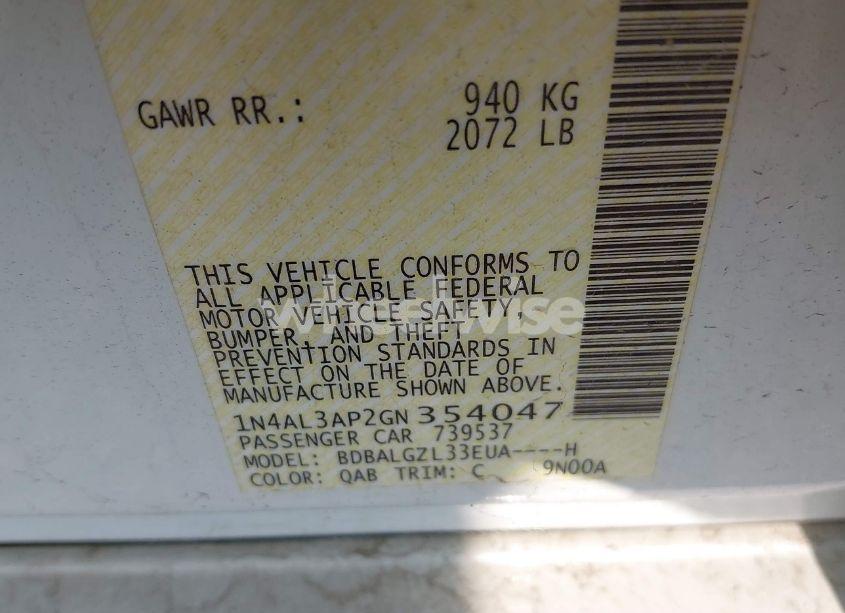 GAWR RR.: 940 KG
2072 LB
THIS VEHICLE CONFORMS TO
ALL APPLICABLE FEDERAL
MOTOR VEHICLE SAFETY,
BUMPER, AND THEFT
PREVENTION STANDARDS IN
EFFECT ON THE DATE OF
MANUFACTURE SHOWN ABOVE.
1N4AL3AP2GN354047
PASSENGER CAR 739537
MODEL: BDBALGZL33EUA----H
COLOR: QAB TRIM: C 9N00A